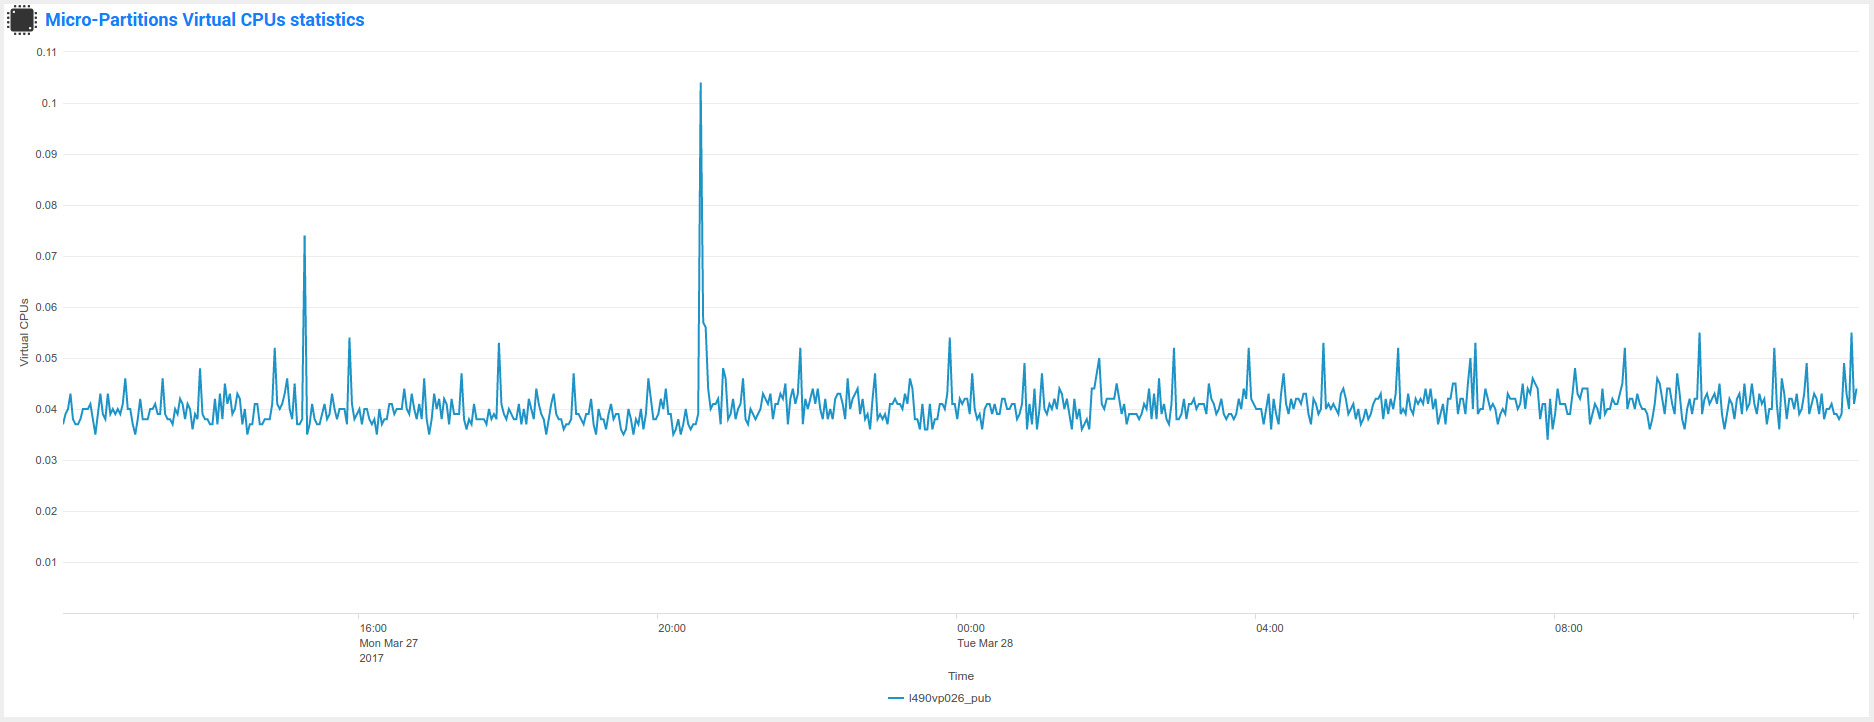 Micro-Partitions Virtual CPUs statistics
0.11
0.1
0.09
0.08
0.07
0.06
0.05
0.04
0.03
0.02
0.01
Virtual CPUs
16:00
Mon Mar 27
2017
20:00
00:00
Tue Mar 28
04:00
08:00
Time
l490vp026_pub